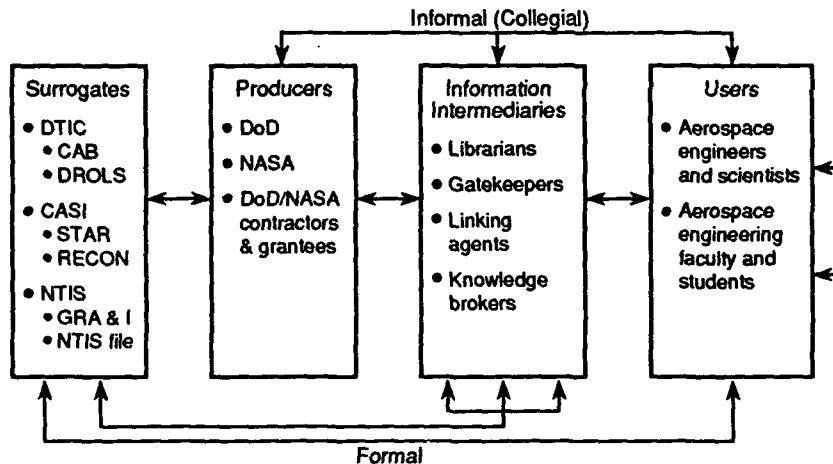 Informal (Collegial)
Surrogates
• DTIC
• CAB
• DROLS
• CASI
• STAR
• RECON
• NTIS
• GRA & I
• NTIS file
Producers
• DoD
• NASA
• DoD/NASA
contractors
& grantees
Information
Intermediaries
• Librarians
• Gatekeepers
• Linking
agents
• Knowledge
brokers
Users
• Aerospace
engineers
and scientists
• Aerospace
engineering
faculty and
students
Formal